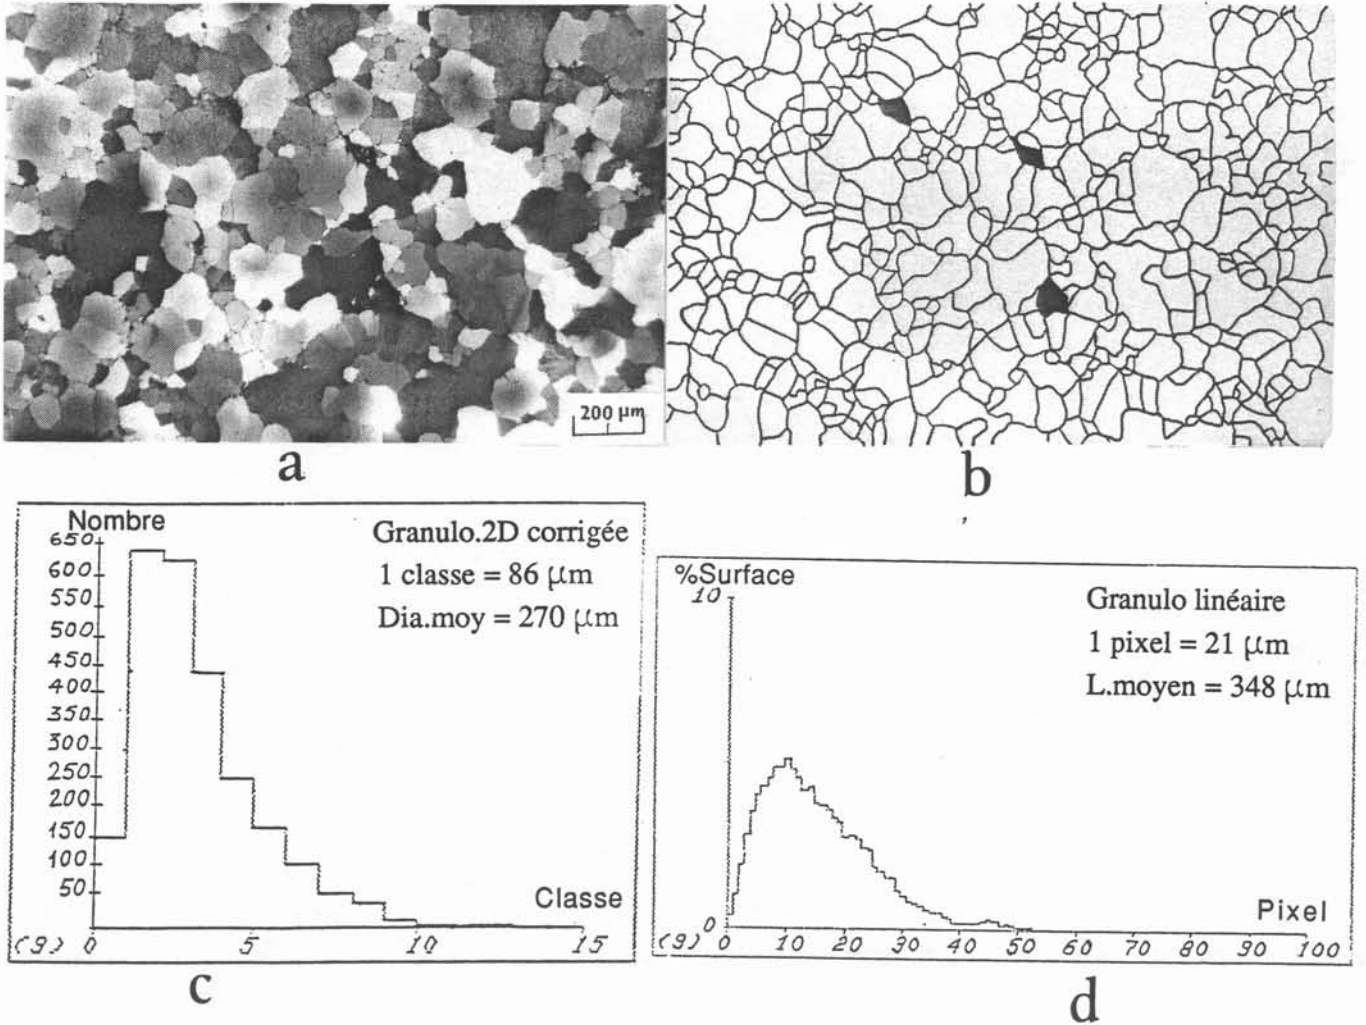 200 µm
a
b
Nombre
650
600
550
500
450
400
350
300
250
200
150
100
50
Granulo.2D corrigée
1 classe = 86 µm
Dia.moy = 270 µm
Classe
(9) 0 5 10 15
c
%Surface
10
Granulo linéaire
1 pixel = 21 µm
L.moyen = 348 µm
Pixel
0
(9) 0 10 20 30 40 50 60 70 80 90 100
d